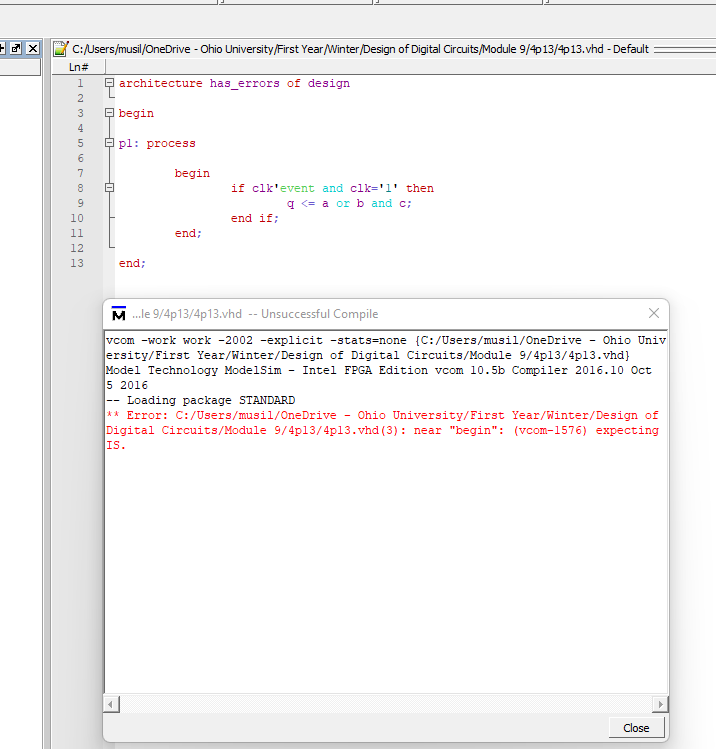 C:/Users/musil/OneDrive - Ohio University/First Year/Winter/Design of Digital Circuits/Module 9/4p13/4p13.vhd - Default
Ln#
1 architecture has_errors of design
2
3 begin
4
5 p1: process
6
7 begin
8 if clk'event and clk='1' then
9 q <= a or b and c;
10 end if;
11 end;
12
13 end;
...le 9/4p13/4p13.vhd -- Unsuccessful Compile
vcom -work work -2002 -explicit -stats=none {C:/Users/musil/OneDrive - Ohio Univ
ersity/First Year/Winter/Design of Digital Circuits/Module 9/4p13/4p13.vhd}
Model Technology ModelSim - Intel FPGA Edition vcom 10.5b Compiler 2016.10 Oct
5 2016
-- Loading package STANDARD
** Error: C:/Users/musil/OneDrive - Ohio University/First Year/Winter/Design of
Digital Circuits/Module 9/4p13/4p13.vhd(3): near "begin": (vcom-1576) expecting
IS.
Close